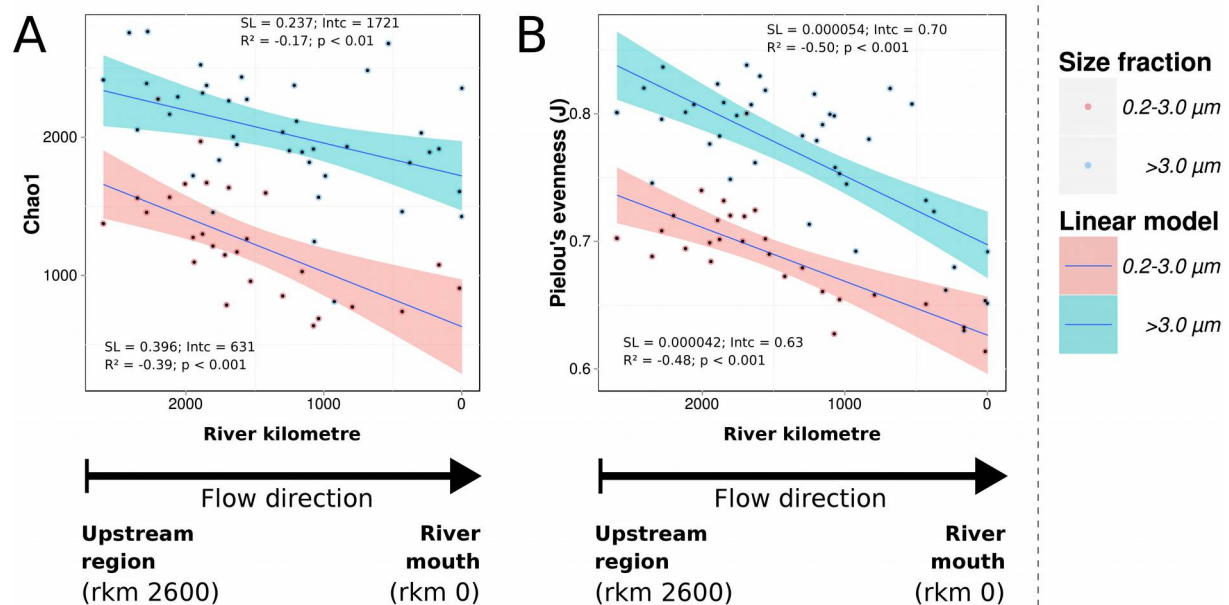 A
SL = 0.237; Intc = 1721
R² = -0.17; p < 0.01
Chao1
2000
1000
SL = 0.396; Intc = 631
R² = -0.39; p < 0.001
2000 1000 0
River kilometre
Flow direction
Upstream region
(rkm 2600)
River mouth
(rkm 0)
B
SL = 0.000054; Intc = 0.70
R² = -0.50; p < 0.001
Pielou's evenness (J)
0.8
0.7
0.6
SL = 0.000042; Intc = 0.63
R² = -0.48; p < 0.001
2000 1000 0
River kilometre
Flow direction
Upstream
region
(rkm 2600)
River
mouth
(rkm 0)
Size fraction
0.2-3.0 µm
>3.0 µm
Linear model
0.2-3.0 µm
>3.0 µm